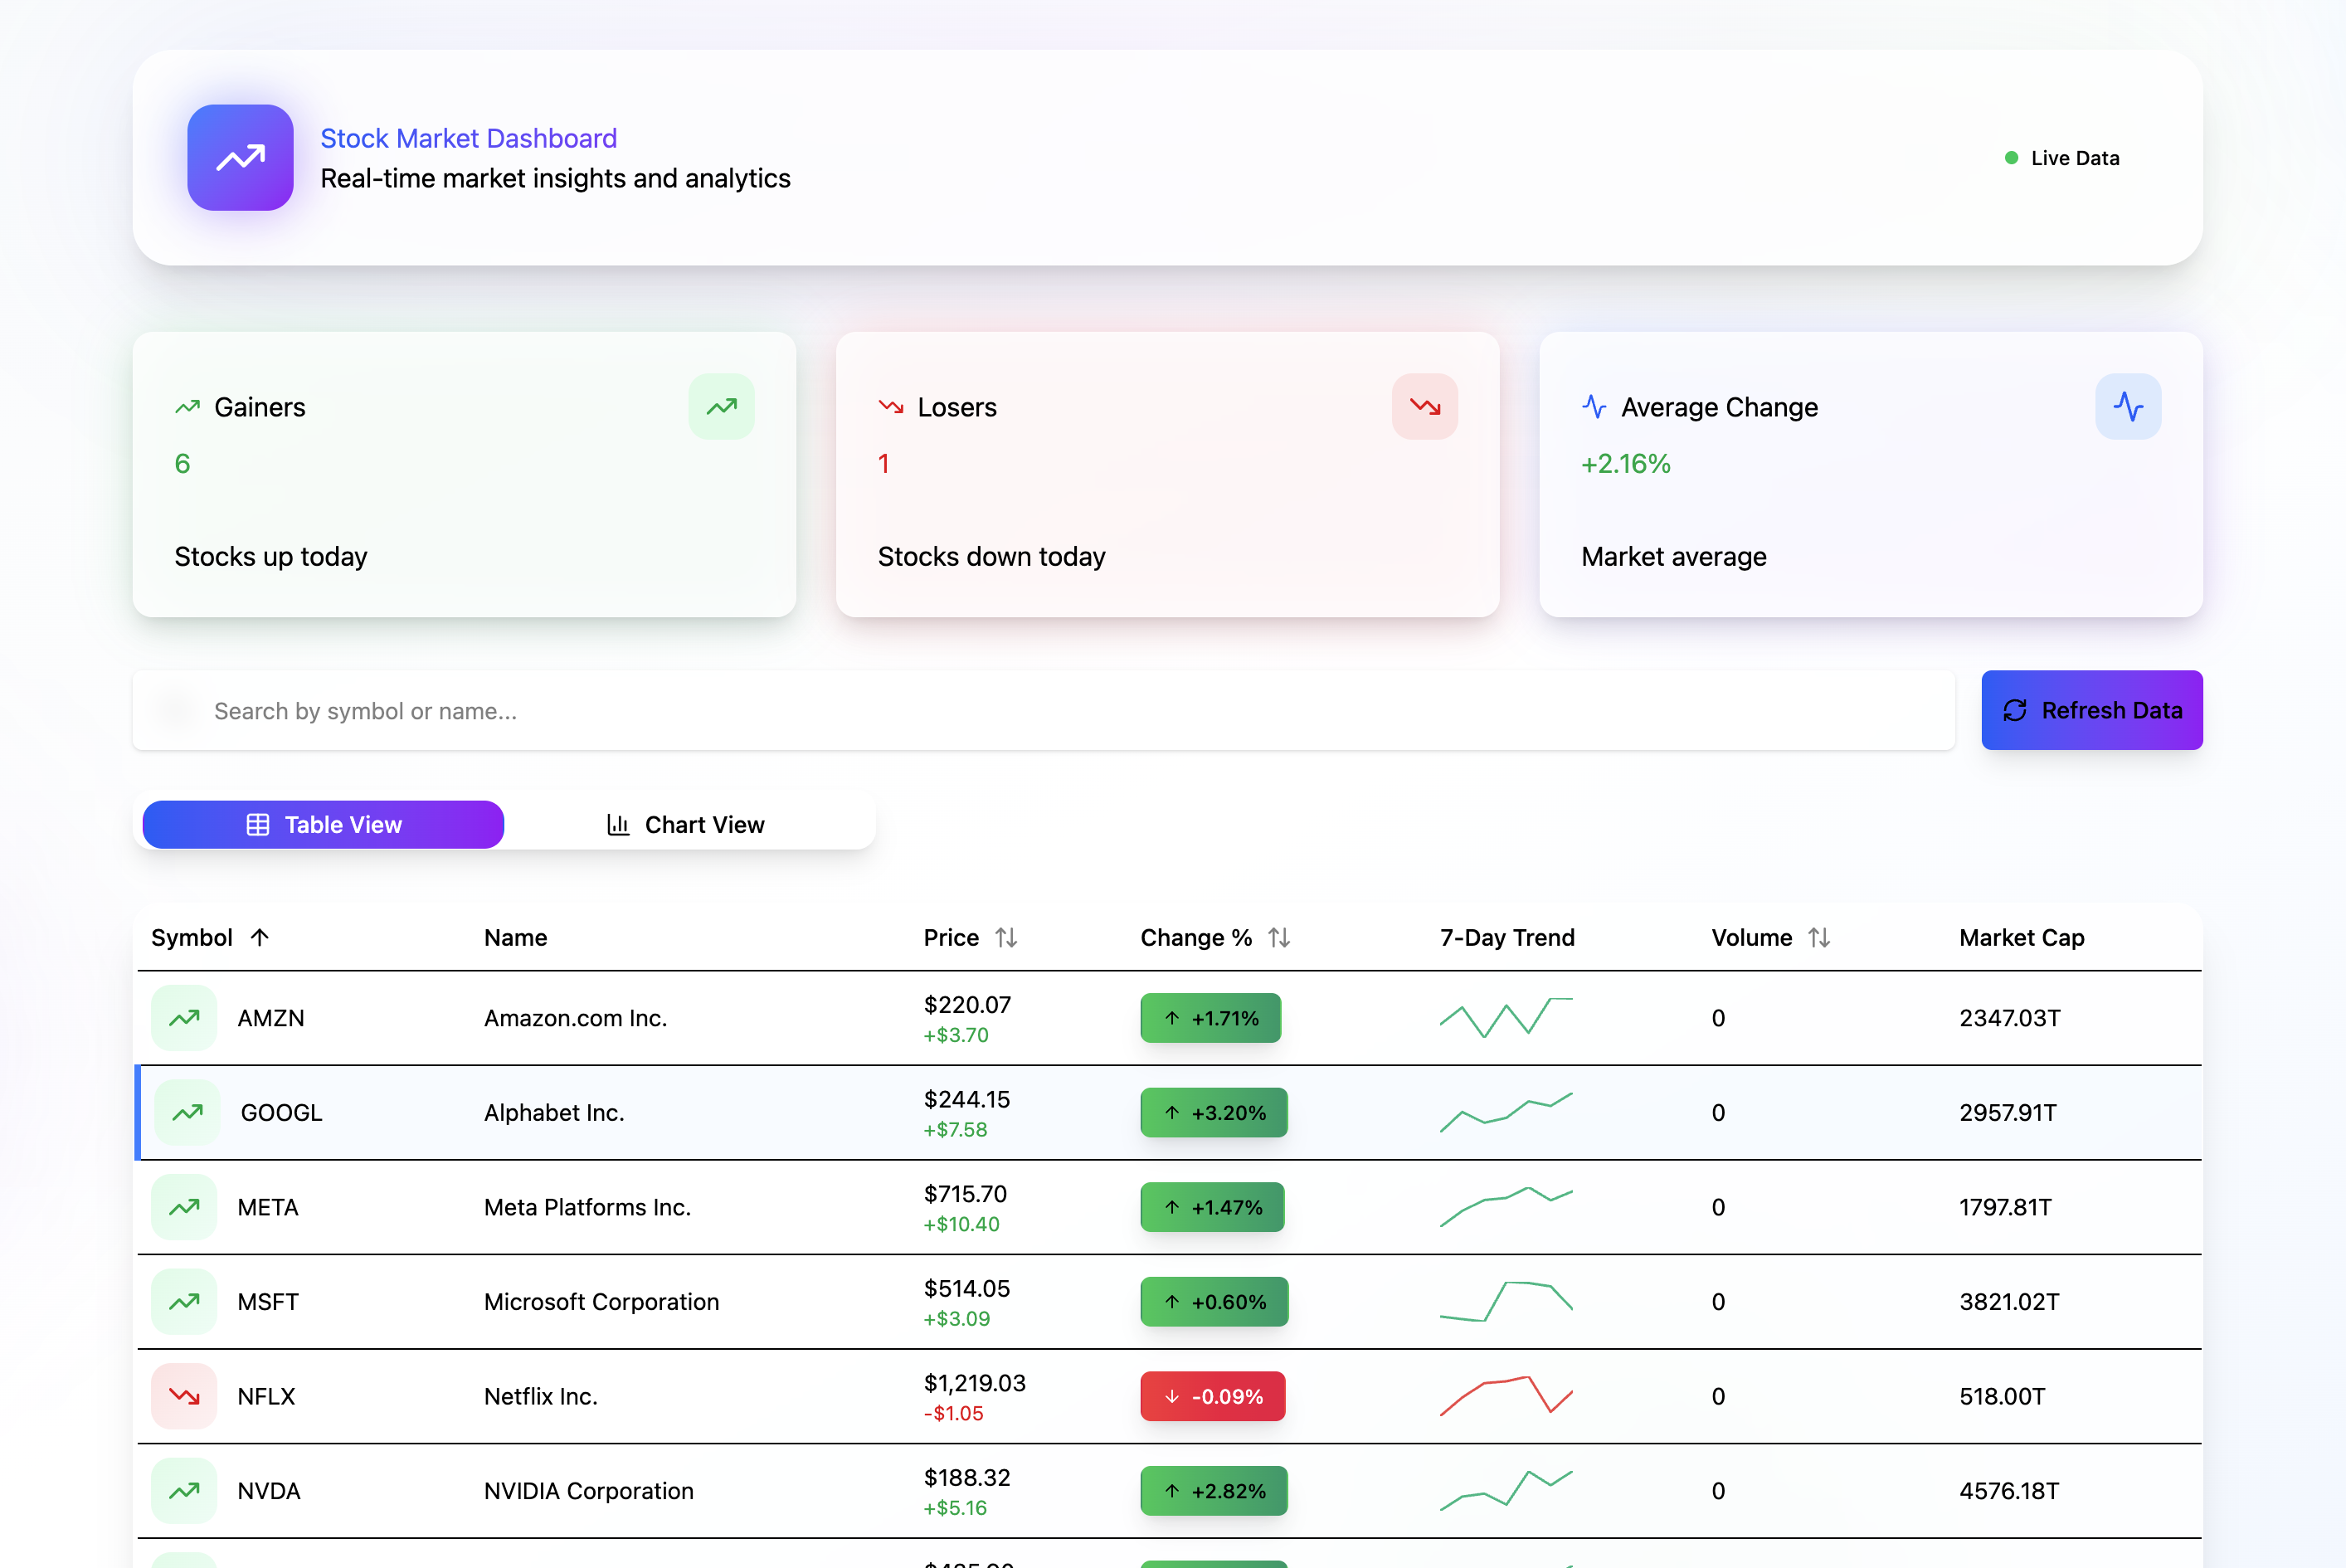 Stock Market Dashboard
Real-time market insights and analytics
Live Data
Gainers
6
Stocks up today
Losers
1
Stocks down today
Average Change
+2.16%
Market average
Search by symbol or name...
Refresh Data
Table View
Chart View
Symbol Name Price Change % 7-Day Trend Volume Market Cap
AMZN Amazon.com Inc. $220.07 +1.71% 0 2347.03T
+$3.70
GOOGL Alphabet Inc. $244.15 +3.20% 0 2957.91T
+$7.58
META Meta Platforms Inc. $715.70 +1.47% 0 1797.81T
+$10.40
MSFT Microsoft Corporation $514.05 +0.60% 0 3821.02T
+$3.09
NFLX Netflix Inc. $1,219.03 -0.09% 0 518.00T
-$1.05
NVDA NVIDIA Corporation $188.32 +2.82% 0 4576.18T
+$5.16